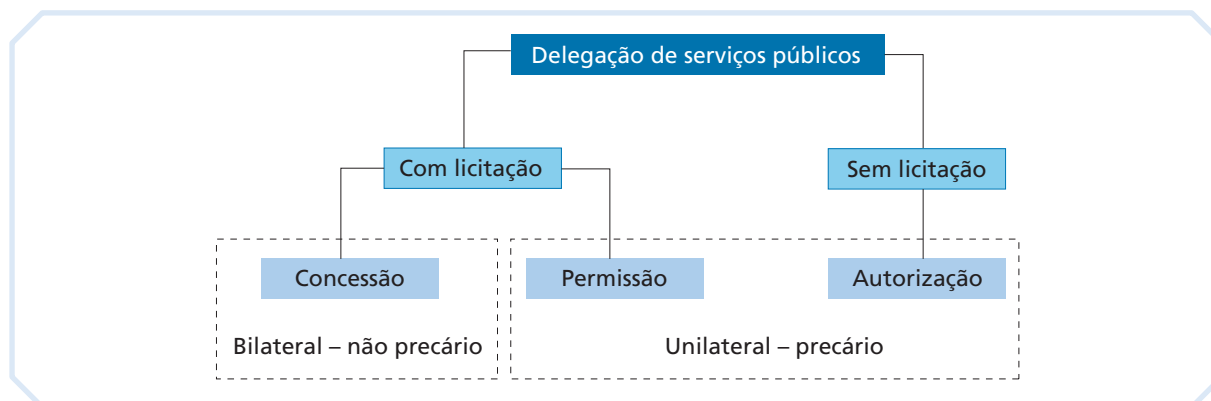 Delegação de serviços públicos
Com licitação
Sem licitação
Concessão
Permissão
Autorização
Bilateral – não precário
Unilateral – precário